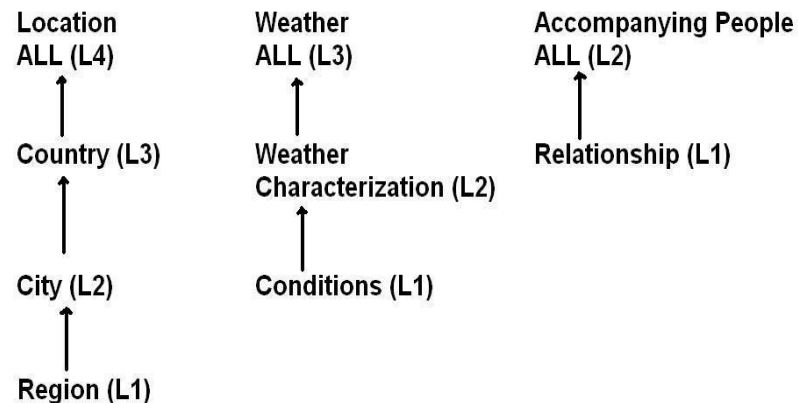 Location
ALL (L4)
Country (L3)
City (L2)
Region (L1)
Weather
ALL (L3)
Weather
Characterization (L2)
Conditions (L1)
Accompanying People
ALL (L2)
Relationship (L1)